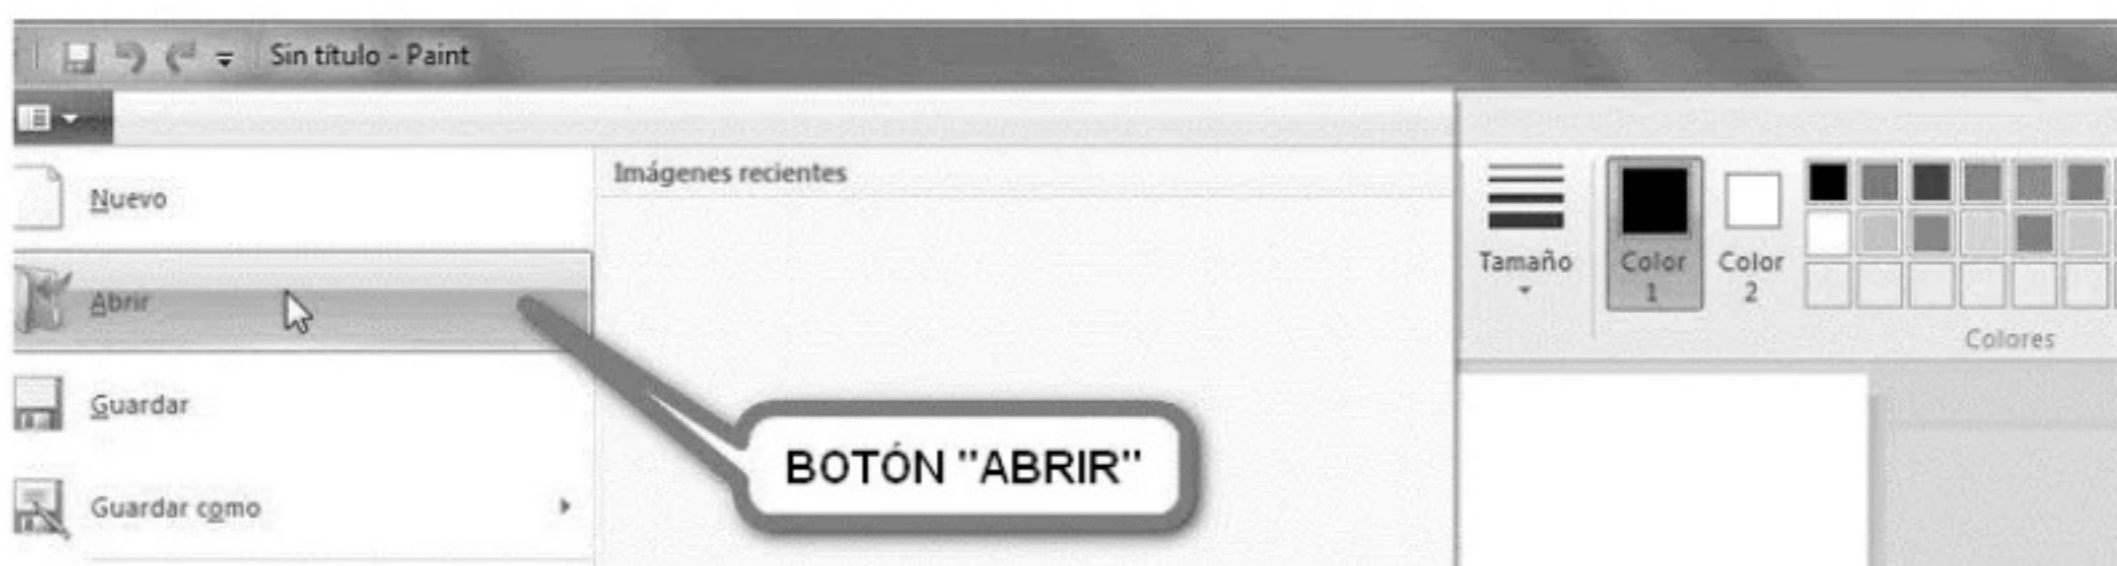 Sin título - Paint
Nuevo
Imágenes recientes
Abrir
Guardar
Guardar como
BOTÓN "ABRIR"
Tamaño
Color
1
Color
2
Colores